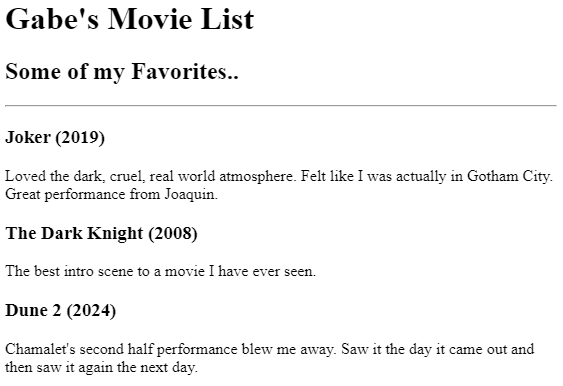 Gabe's Movie List
Some of my Favorites..
Joker (2019)
Loved the dark, cruel, real world atmosphere. Felt like I was actually in Gotham City.
Great performance from Joaquin.
The Dark Knight (2008)
The best intro scene to a movie I have ever seen.
Dune 2 (2024)
Chamalet's second half performance blew me away. Saw it the day it came out and
then saw it again the next day.